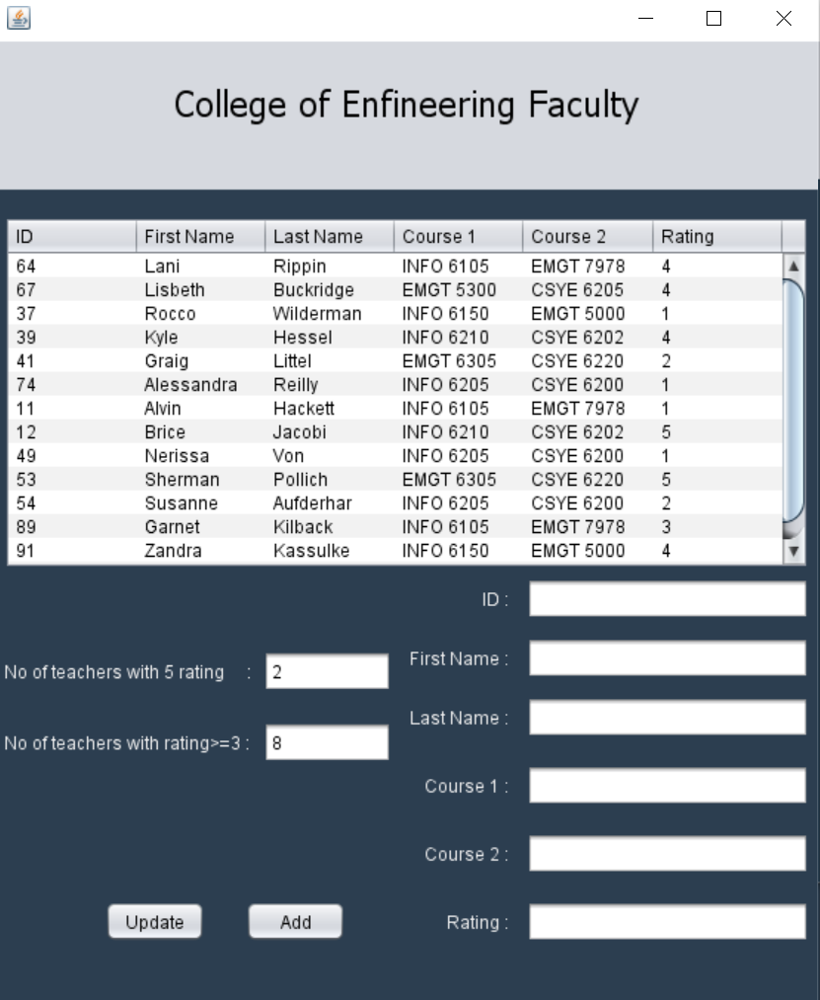 College of Enfineering Faculty
ID First Name Last Name Course 1 Course 2 Rating
64 Lani Rippin INFO 6105 EMGT 7978 4
67 Lisbeth Buckridge EMGT 5300 CSYE 6205 4
37 Rocco Wilderman INFO 6150 EMGT 5000 1
39 Kyle Hessel INFO 6210 CSYE 6202 4
41 Graig Littel EMGT 6305 CSYE 6220 2
74 Alessandra Reilly INFO 6205 CSYE 6200 1
11 Alvin Hackett INFO 6105 EMGT 7978 1
12 Brice Jacobi INFO 6210 CSYE 6202 5
49 Nerissa Von INFO 6205 CSYE 6200 1
53 Sherman Pollich EMGT 6305 CSYE 6220 5
54 Susanne Aufderhar INFO 6205 CSYE 6200 2
89 Garnet Kilback INFO 6105 EMGT 7978 3
91 Zandra Kassulke INFO 6150 EMGT 5000 4
ID :
First Name :
No of teachers with 5 rating : 2
Last Name :
No of teachers with rating>=3 : 8
Course 1 :
Course 2 :
Update Add Rating :